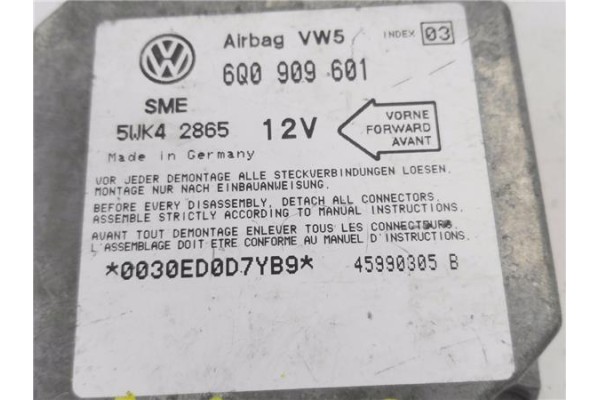 Airbag VW5 INDEX 03
6Q0 909 601
SME
5WK4 2865 12V
VORNE
FORWARD
AVANT
Made in Germany
VOR JEDER DEMONTAGE ALLE STECKVERBINDUNGEN LOESEN.
MONTAGE NUR NACH EINBAUANWEISUNG.
BEFORE EVERY DISASSEMBLY, DETACH ALL CONNECTORS.
ASSEMBLE STRICTLY ACCORDING TO MANUAL INSTRUCTIONS.
AVANT TOUT DEMONTAGE ENLEVER TOUS LES CONNECTEURS.
L'ASSEMBLAGE DOIT ETRE CONFORME AU MANUEL D'INSTRUCTIONS.
*0030ED0D7YB9* 45990305 B